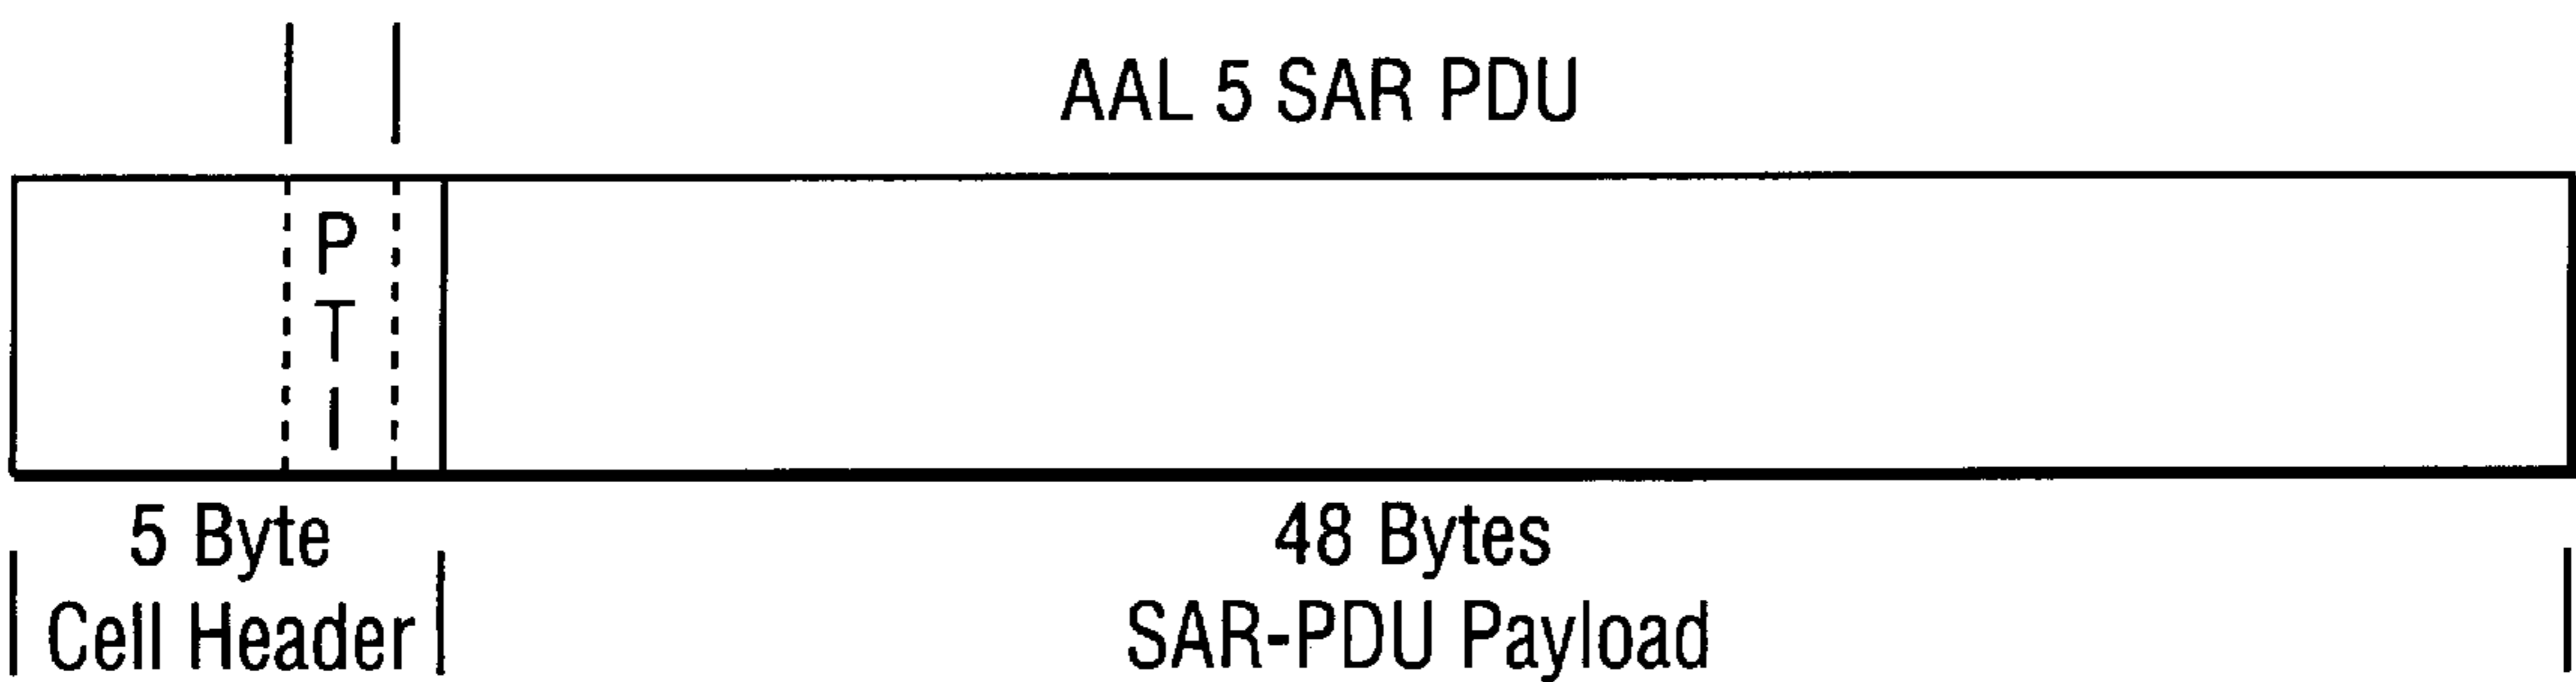 AAL 5 SAR PDU
P
T
I
5 Byte
Cell Header
48 Bytes
SAR-PDU Payload